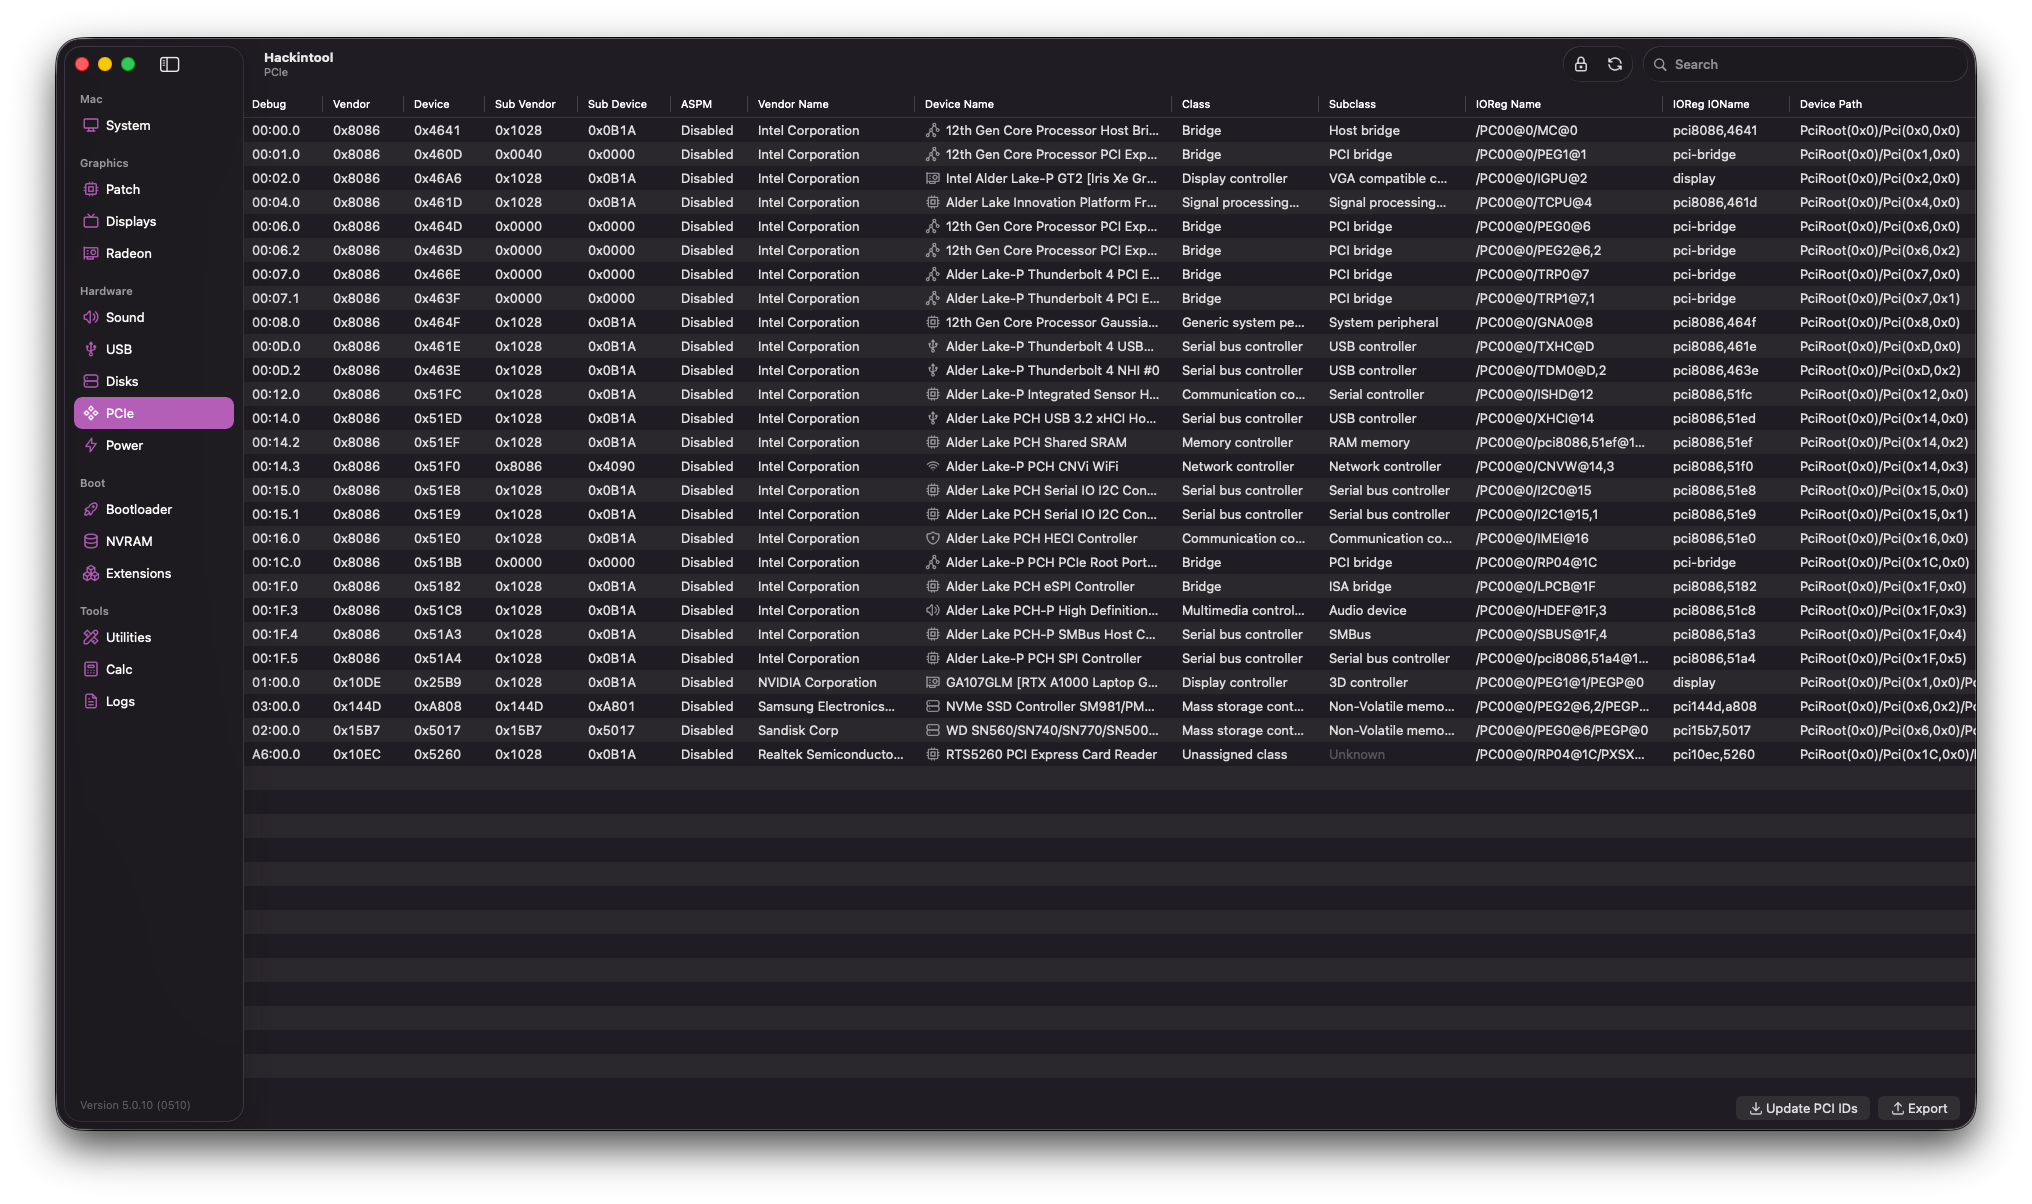 Hackintool
PCIe
Search
Mac
System
Graphics
Patch
Displays
Radeon
Hardware
Sound
USB
Disks
PCIe
Power
Boot
Bootloader
NVRAM
Extensions
Tools
Utilities
Calc
Logs
Version 5.0.10 (0510)
Debug Vendor Device Sub Vendor Sub Device ASPM Vendor Name Device Name Class Subclass IOReg Name IOReg IOName Device Path
00:00.0 0x8086 0x4641 0x1028 0x0B1A Disabled Intel Corporation 12th Gen Core Processor Host Bri... Bridge Host bridge /PC00@0/MC@0 pci8086,4641 PciRoot(0x0)/Pci(0x0,0x0)
00:01.0 0x8086 0x460D 0x0040 0x0000 Disabled Intel Corporation 12th Gen Core Processor PCI Exp... Bridge PCI bridge /PC00@0/PEG1@1 pci-bridge PciRoot(0x0)/Pci(0x1,0x0)
00:02.0 0x8086 0x46A6 0x1028 0x0B1A Disabled Intel Corporation Intel Alder Lake-P GT2 [Iris Xe Gr... Display controller VGA compatible c... /PC00@0/IGPU@2 display PciRoot(0x0)/Pci(0x2,0x0)
00:04.0 0x8086 0x461D 0x1028 0x0B1A Disabled Intel Corporation Alder Lake Innovation Platform Fr... Signal processing... Signal processing... /PC00@0/TCPU@4 pci8086,461d PciRoot(0x0)/Pci(0x4,0x0)
00:06.0 0x8086 0x464D 0x0000 0x0000 Disabled Intel Corporation 12th Gen Core Processor PCI Exp... Bridge PCI bridge /PC00@0/PEG0@6 pci-bridge PciRoot(0x0)/Pci(0x6,0x0)
00:06.2 0x8086 0x463D 0x0000 0x0000 Disabled Intel Corporation 12th Gen Core Processor PCI Exp... Bridge PCI bridge /PC00@0/PEG2@6,2 pci-bridge PciRoot(0x0)/Pci(0x6,0x2)
00:07.0 0x8086 0x466E 0x0000 0x0000 Disabled Intel Corporation Alder Lake-P Thunderbolt 4 PCI E... Bridge PCI bridge /PC00@0/TRP0@7 pci-bridge PciRoot(0x0)/Pci(0x7,0x0)
00:07.1 0x8086 0x463F 0x0000 0x0000 Disabled Intel Corporation Alder Lake-P Thunderbolt 4 PCI E... Bridge PCI bridge /PC00@0/TRP1@7,1 pci-bridge PciRoot(0x0)/Pci(0x7,0x1)
00:08.0 0x8086 0x464F 0x1028 0x0B1A Disabled Intel Corporation 12th Gen Core Processor Gaussia... Generic system pe... System peripheral /PC00@0/GNA0@8 pci8086,464f PciRoot(0x0)/Pci(0x8,0x0)
00:0D.0 0x8086 0x461E 0x1028 0x0B1A Disabled Intel Corporation Alder Lake-P Thunderbolt 4 USB... Serial bus controller USB controller /PC00@0/TXHC@D pci8086,461e PciRoot(0x0)/Pci(0xD,0x0)
00:0D.2 0x8086 0x463E 0x1028 0x0B1A Disabled Intel Corporation Alder Lake-P Thunderbolt 4 NHI #0 Serial bus controller USB controller /PC00@0/TDM0@D,2 pci8086,463e PciRoot(0x0)/Pci(0xD,0x2)
00:12.0 0x8086 0x51FC 0x1028 0x0B1A Disabled Intel Corporation Alder Lake-P Integrated Sensor H... Communication co... Serial controller /PC00@0/ISHD@12 pci8086,51fc PciRoot(0x0)/Pci(0x12,0x0)
00:14.0 0x8086 0x51ED 0x1028 0x0B1A Disabled Intel Corporation Alder Lake PCH USB 3.2 xHCI Ho... Serial bus controller USB controller /PC00@0/XHCI@14 pci8086,51ed PciRoot(0x0)/Pci(0x14,0x0)
00:14.2 0x8086 0x51EF 0x1028 0x0B1A Disabled Intel Corporation Alder Lake PCH Shared SRAM Memory controller RAM memory /PC00@0/pci8086,51ef@1... pci8086,51ef PciRoot(0x0)/Pci(0x14,0x2)
00:14.3 0x8086 0x51F0 0x8086 0x4090 Disabled Intel Corporation Alder Lake-P PCH CNVi WiFi Network controller Network controller /PC00@0/CNVW@14,3 pci8086,51f0 PciRoot(0x0)/Pci(0x14,0x3)
00:15.0 0x8086 0x51E8 0x1028 0x0B1A Disabled Intel Corporation Alder Lake PCH Serial IO I2C Con... Serial bus controller Serial bus controller /PC00@0/I2C0@15 pci8086,51e8 PciRoot(0x0)/Pci(0x15,0x0)
00:15.1 0x8086 0x51E9 0x1028 0x0B1A Disabled Intel Corporation Alder Lake PCH Serial IO I2C Con... Serial bus controller Serial bus controller /PC00@0/I2C1@15,1 pci8086,51e9 PciRoot(0x0)/Pci(0x15,0x1)
00:16.0 0x8086 0x51E0 0x1028 0x0B1A Disabled Intel Corporation Alder Lake PCH HECI Controller Communication co... Communication co... /PC00@0/IMEI@16 pci8086,51e0 PciRoot(0x0)/Pci(0x16,0x0)
00:1C.0 0x8086 0x51BB 0x0000 0x0000 Disabled Intel Corporation Alder Lake-P PCH PCIe Root Port... Bridge PCI bridge /PC00@0/RP04@1C pci-bridge PciRoot(0x0)/Pci(0x1C,0x0)
00:1F.0 0x8086 0x5182 0x1028 0x0B1A Disabled Intel Corporation Alder Lake PCH eSPI Controller Bridge ISA bridge /PC00@0/LPCB@1F pci8086,5182 PciRoot(0x0)/Pci(0x1F,0x0)
00:1F.3 0x8086 0x51C8 0x1028 0x0B1A Disabled Intel Corporation Alder Lake PCH-P High Definition... Multimedia control... Audio device /PC00@0/HDEF@1F,3 pci8086,51c8 PciRoot(0x0)/Pci(0x1F,0x3)
00:1F.4 0x8086 0x51A3 0x1028 0x0B1A Disabled Intel Corporation Alder Lake PCH-P SMBus Host C... Serial bus controller SMBus /PC00@0/SBUS@1F,4 pci8086,51a3 PciRoot(0x0)/Pci(0x1F,0x4)
00:1F.5 0x8086 0x51A4 0x1028 0x0B1A Disabled Intel Corporation Alder Lake-P PCH SPI Controller Serial bus controller Serial bus controller /PC00@0/pci8086,51a4@1... pci8086,51a4 PciRoot(0x0)/Pci(0x1F,0x5)
01:00.0 0x10DE 0x25B9 0x1028 0x0B1A Disabled NVIDIA Corporation GA107GLM [RTX A1000 Laptop G... Display controller 3D controller /PC00@0/PEG1@1/PEGP@0 display PciRoot(0x0)/Pci(0x1,0x0)/Pc
03:00.0 0x144D 0xA808 0x144D 0xA801 Disabled Samsung Electronics... NVMe SSD Controller SM981/PM... Mass storage cont... Non-Volatile memo... /PC00@0/PEG2@6,2/PEGP... pci144d,a808 PciRoot(0x0)/Pci(0x6,0x2)/Pc
02:00.0 0x15B7 0x5017 0x15B7 0x5017 Disabled Sandisk Corp WD SN560/SN740/SN770/SN500... Mass storage cont... Non-Volatile memo... /PC00@0/PEG0@6/PEGP@0 pci15b7,5017 PciRoot(0x0)/Pci(0x6,0x0)/Pc
A6:00.0 0x10EC 0x5260 0x1028 0x0B1A Disabled Realtek Semiconducto... RTS5260 PCI Express Card Reader Unassigned class Unknown /PC00@0/RP04@1C/PXSX... pci10ec,5260 PciRoot(0x0)/Pci(0x1C,0x0)/
Update PCI IDs
Export